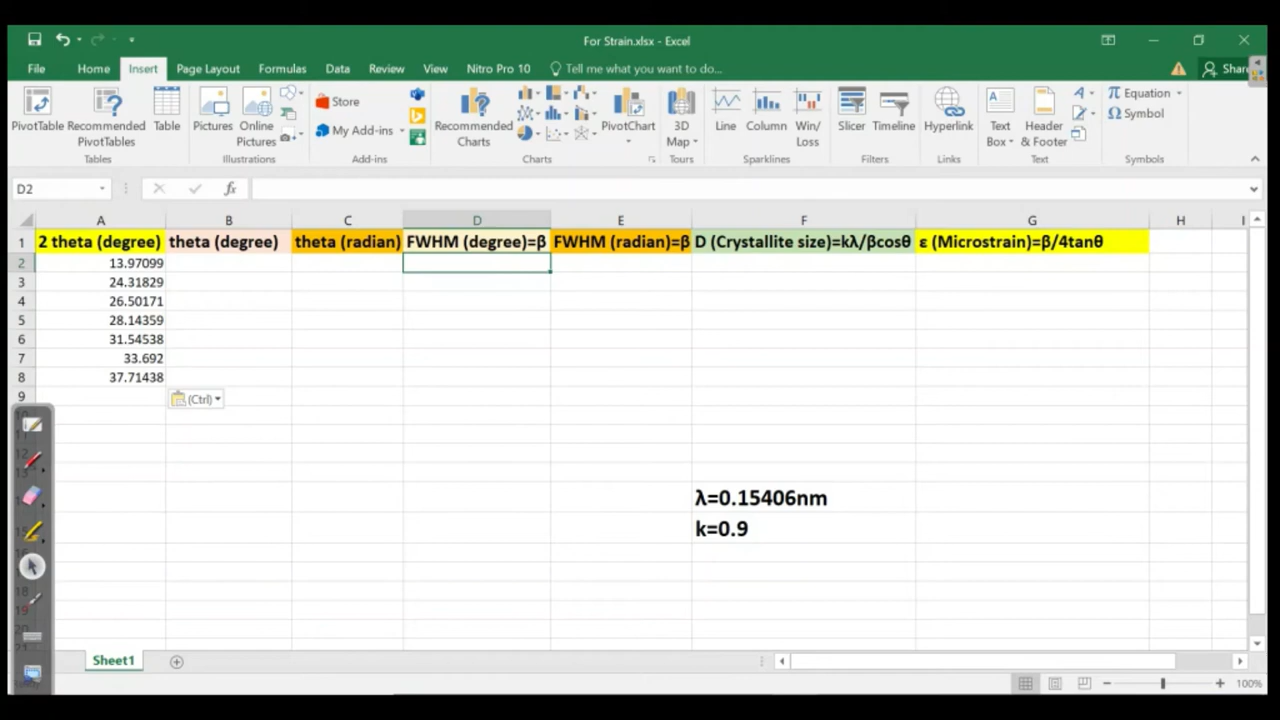 For Strain.xlsx - Excel
File Home Insert Page Layout Formulas Data Review View Nitro Pro 10 Tell me what you want to do... Shar
PivotTable Recommended PivotTables Table Pictures Online Pictures Store My Add-ins Recommended Charts PivotChart 3D Map Line Column Win/ Loss Slicer Timeline Hyperlink Text Box Header & Footer Equation Symbol
Tables Illustrations Add-ins Charts Tours Sparklines Filters Links Text Symbols
D2 fx
A B C D E F G H I
1 2 theta (degree) theta (degree) theta (radian) FWHM (degree)=β FWHM (radian)=β D (Crystallite size)=kλ/βcosθ ε (Microstrain)=β/4tanθ
2 13.97099
3 24.31829
4 26.50171
5 28.14359
6 31.54538
7 33.692
8 37.71438
9 (Ctrl)
λ=0.15406nm
k=0.9
Sheet1
100%